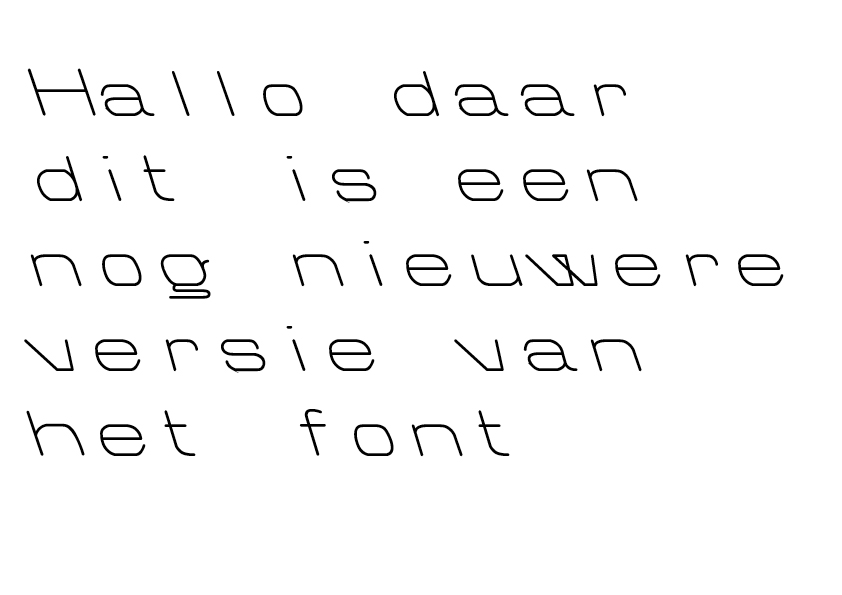 Hallo daar
dit is een
nog nieuwere
versie van
het font